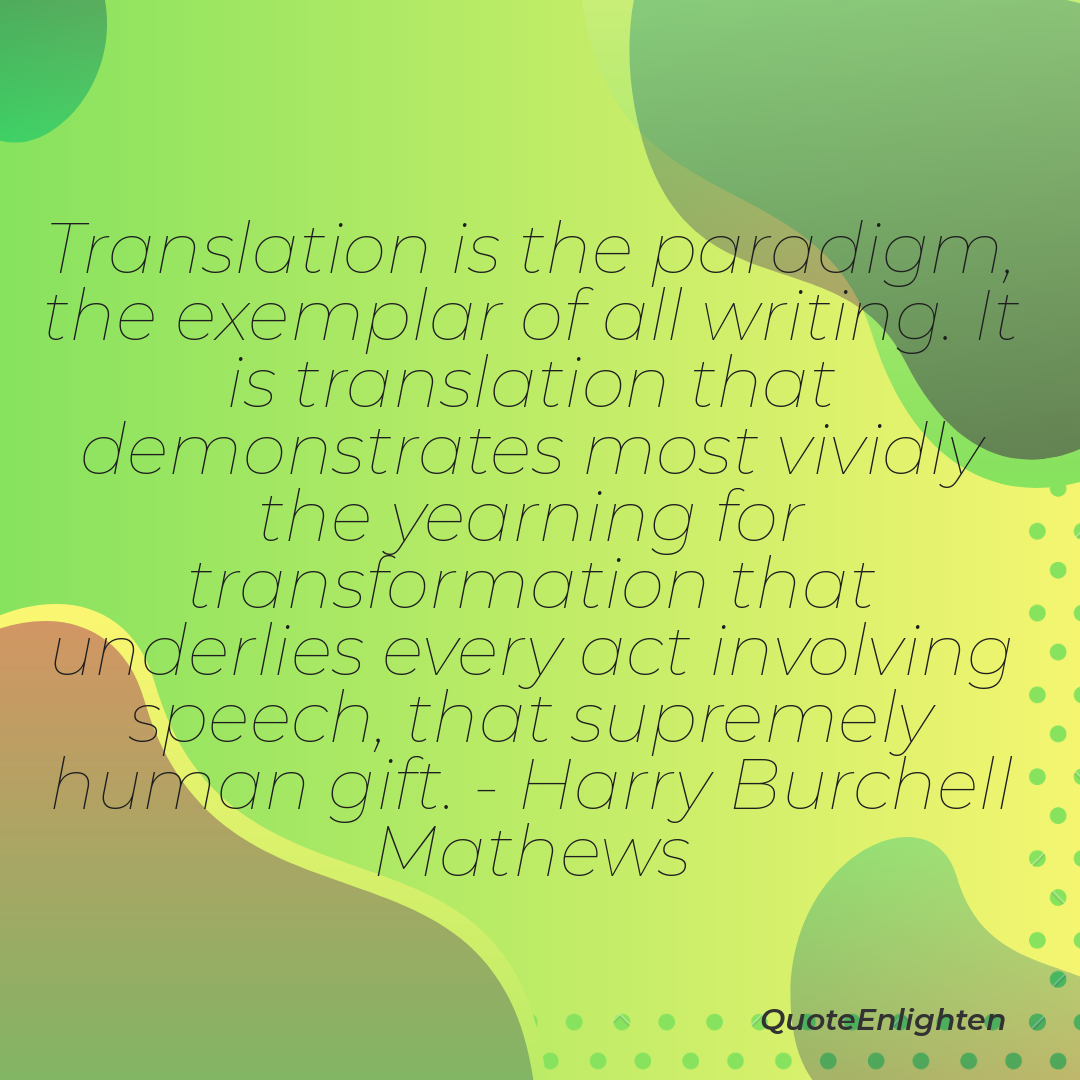 Translation is the paradigm,
the exemplar of all writing. It
is translation that
demonstrates most vividly
the yearning for
transformation that
underlies every act involving
speech, that supremely
human gift. - Harry Burchell
Mathews
QuoteEnlighten